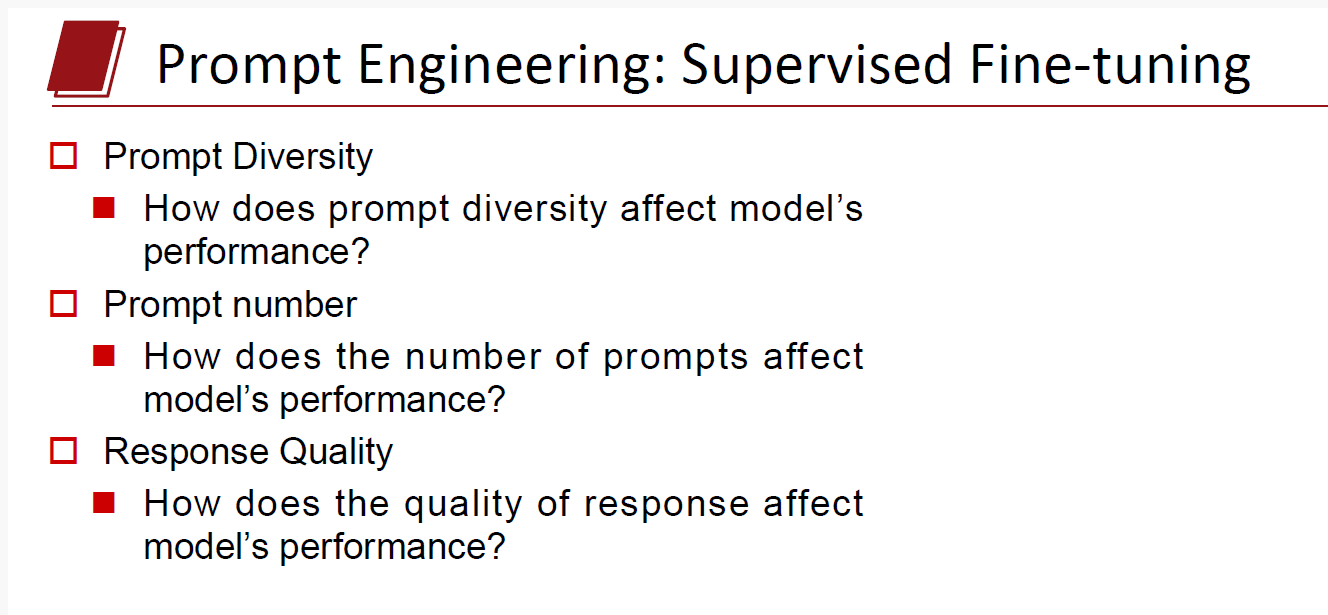 Prompt Engineering: Supervised Fine-tuning
Prompt Diversity
How does prompt diversity affect model’s
performance?
Prompt number
How does the number of prompts affect
model’s performance?
Response Quality
How does the quality of response affect
model’s performance?